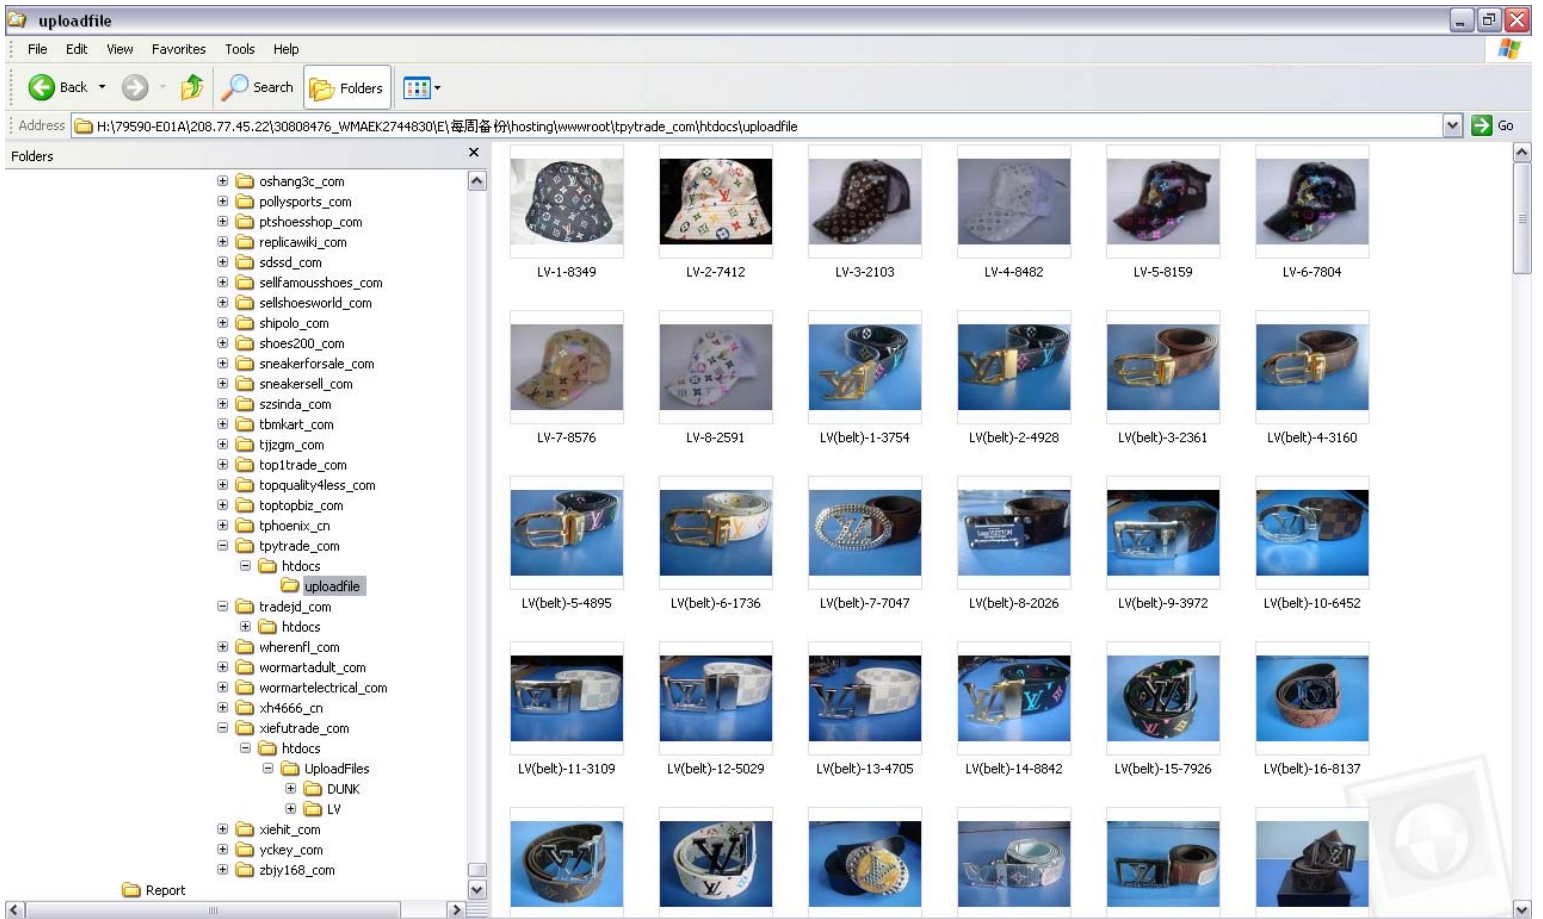 uploadfile
File Edit View Favorites Tools Help
Back Search Folders
Address H:\79590-E01A\208.77.45.22\30808476_WMAEK2744830\E\每周备份\hosting\wwwroot\tpytrade_com\htdocs\uploadfile Go
Folders
oshang3c_com
pollysports_com
ptshoesshop_com
replicawiki_com
sdssd_com
sellfamousshoes_com
sellshoesworld_com
shipolo_com
shoes200_com
sneakerforsale_com
sneakersell_com
szsinda_com
tbmkart_com
tjjzgm_com
top1trade_com
topquality4less_com
toptopbiz_com
tphoenix_cn
tpytrade_com
htdocs
uploadfile
tradejd_com
htdocs
wherenfl_com
wormartadult_com
wormartelectrical_com
xh4666_cn
xiefutrade_com
htdocs
UploadFiles
DUNK
LV
xiehit_com
yckey_com
zbjy168_com
Report
LV-1-8349 LV-2-7412 LV-3-2103 LV-4-8482 LV-5-8159 LV-6-7804
LV-7-8576 LV-8-2591 LV(belt)-1-3754 LV(belt)-2-4928 LV(belt)-3-2361 LV(belt)-4-3160
LV(belt)-5-4895 LV(belt)-6-1736 LV(belt)-7-7047 LV(belt)-8-2026 LV(belt)-9-3972 LV(belt)-10-6452
LV(belt)-11-3109 LV(belt)-12-5029 LV(belt)-13-4705 LV(belt)-14-8842 LV(belt)-15-7926 LV(belt)-16-8137